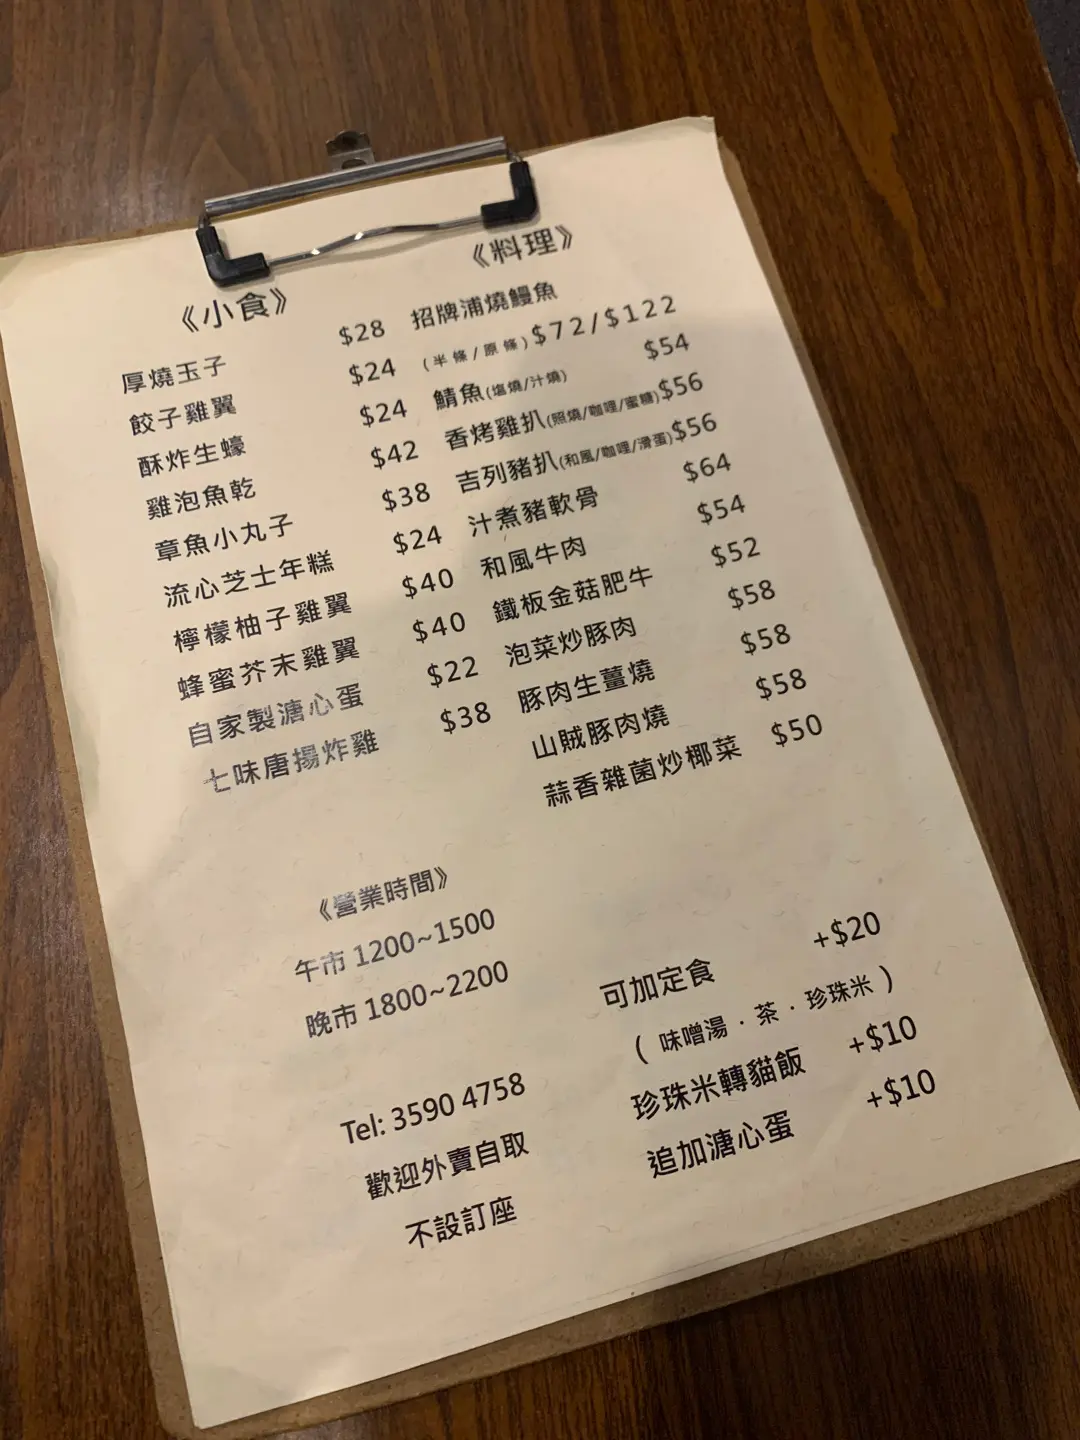 《小食》
厚燒玉子 $28
餃子雞翼 $24
酥炸生蠔 $24
雞泡魚乾 $42
章魚小丸子 $38
流心芝士年糕 $24
檸檬柚子雞翼 $40
蜂蜜芥末雞翼 $40
自家製溏心蛋 $22
七味唐揚炸雞 $38
《料理》
招牌浦燒鰻魚
(半條/原條)$72/$122
鯖魚(塩燒/汁燒) $54
香烤雞扒(照燒/咖喱/蜜糖)$56
吉列豬扒(和風/咖喱/滑蛋)$56
汁煮豬軟骨 $64
和風牛肉 $54
鐵板金菇肥牛 $52
泡菜炒豚肉 $58
豚肉生薑燒 $58
山賊豚肉燒 $58
蒜香雜菌炒椰菜 $50
《營業時間》
午市 1200~1500
晚市 1800~2200
Tel: 3590 4758
歡迎外賣自取
不設訂座
可加定食 +$20
( 味噌湯．茶．珍珠米 )
珍珠米轉貓飯 +$10
追加溏心蛋 +$10